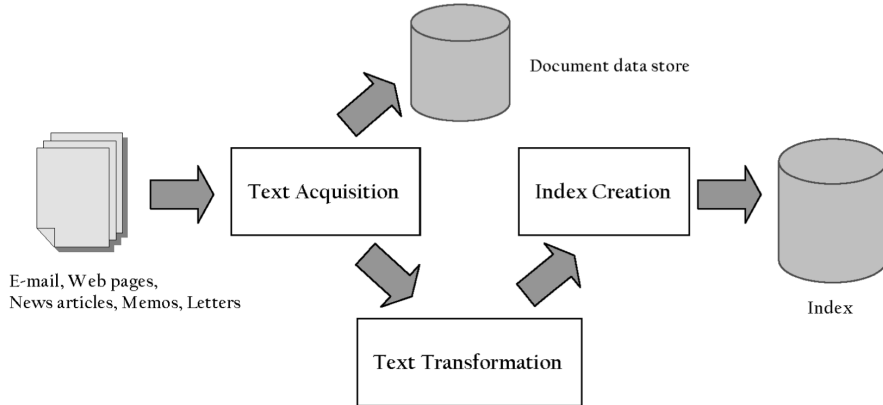 Document data store
Text Acquisition
Index Creation
E-mail, Web pages,
News articles, Memos, Letters
Index
Text Transformation